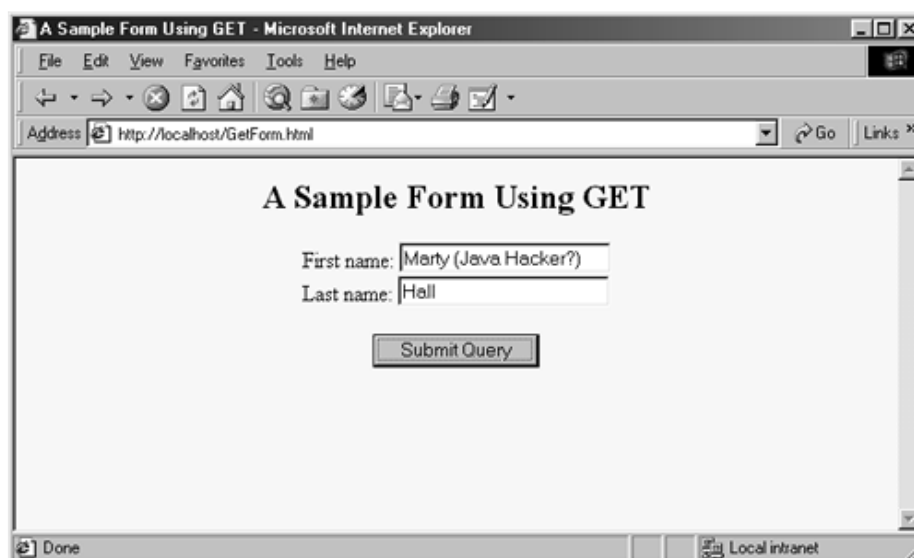 A Sample Form Using GET - Microsoft Internet Explorer
File Edit View Favorites Tools Help
Address http://localhost/GetForm.html Go Links »
A Sample Form Using GET
First name: Marty (Java Hacker?)
Last name: Hall
Submit Query
Done Local intranet